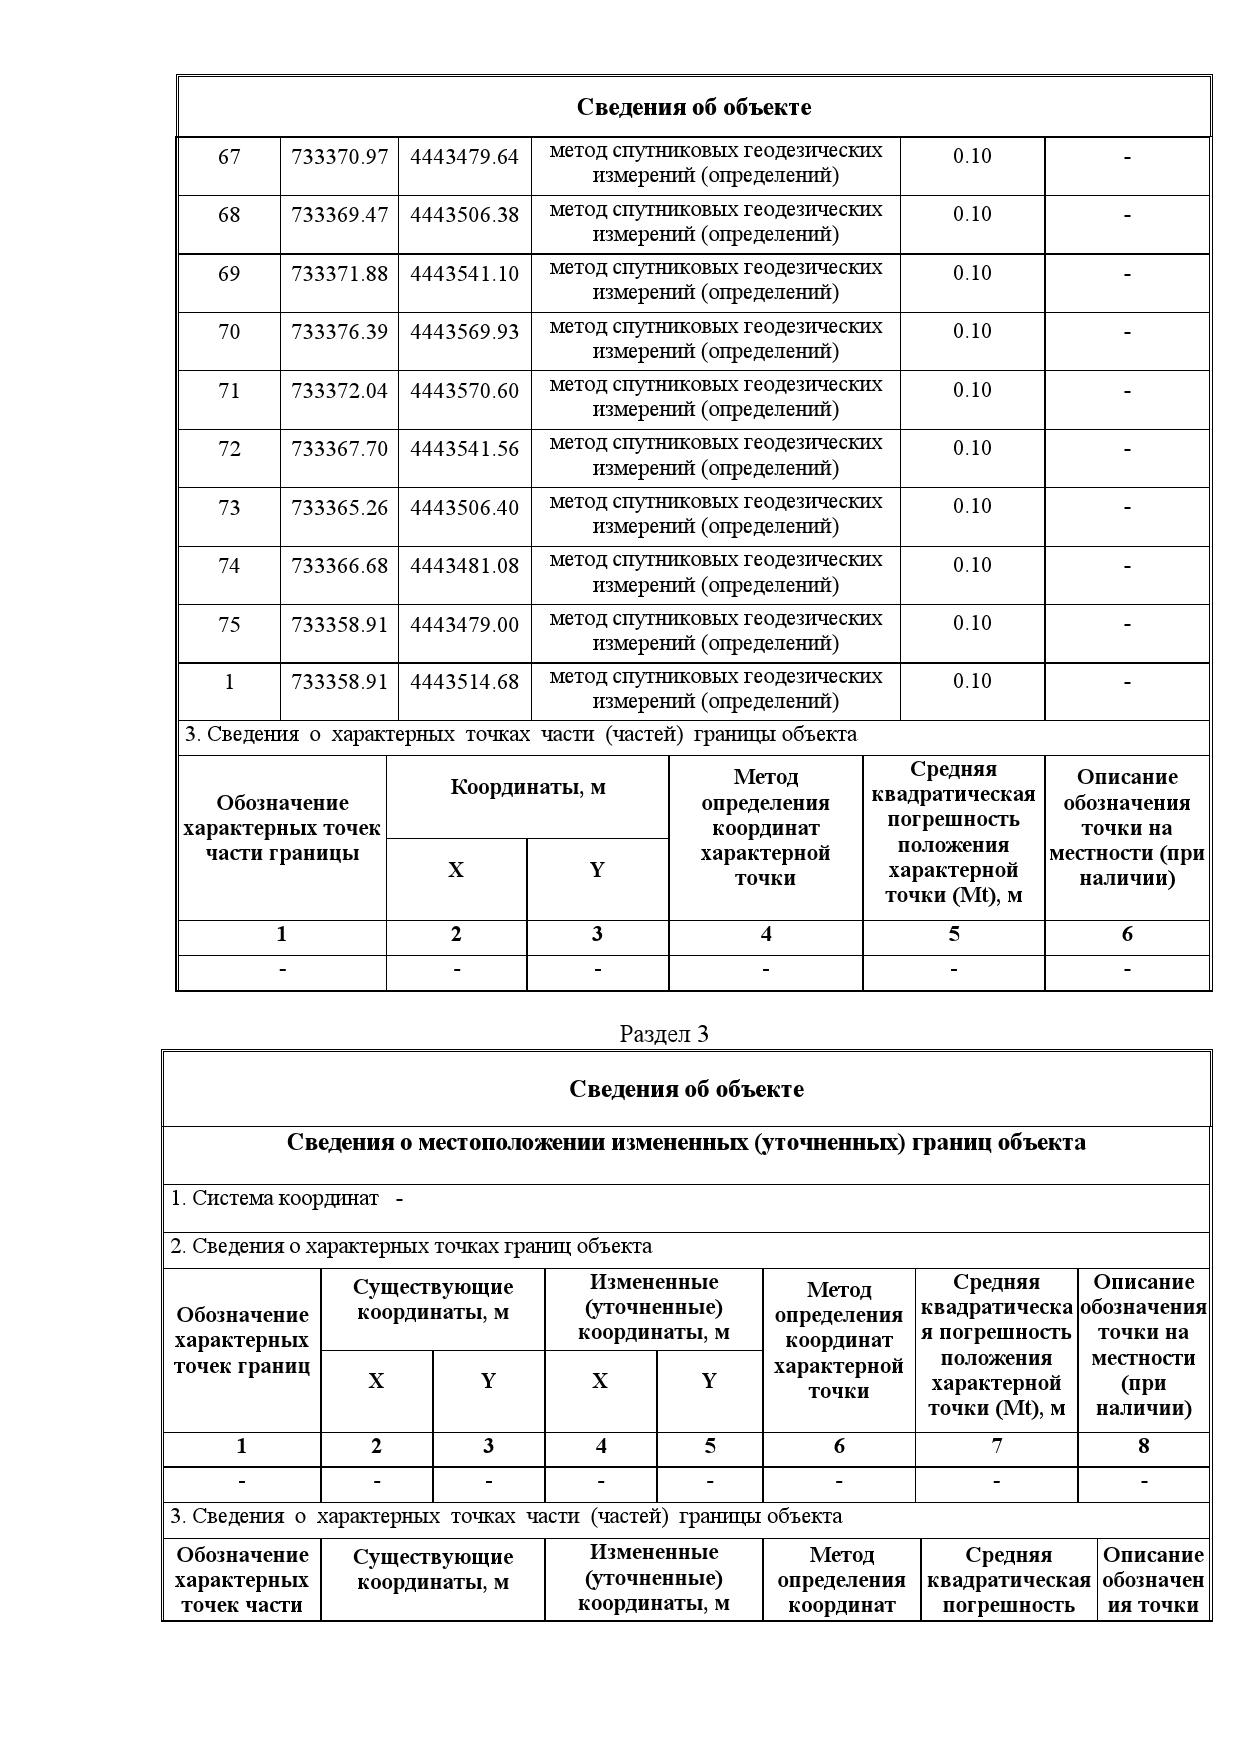 Сведения об объекте
67 733370.97 4443479.64 метод спутниковых геодезических измерений (определений) 0.10 -
68 733369.47 4443506.38 метод спутниковых геодезических измерений (определений) 0.10 -
69 733371.88 4443541.10 метод спутниковых геодезических измерений (определений) 0.10 -
70 733376.39 4443569.93 метод спутниковых геодезических измерений (определений) 0.10 -
71 733372.04 4443570.60 метод спутниковых геодезических измерений (определений) 0.10 -
72 733367.70 4443541.56 метод спутниковых геодезических измерений (определений) 0.10 -
73 733365.26 4443506.40 метод спутниковых геодезических измерений (определений) 0.10 -
74 733366.68 4443481.08 метод спутниковых геодезических измерений (определений) 0.10 -
75 733358.91 4443479.00 метод спутниковых геодезических измерений (определений) 0.10 -
1 733358.91 4443514.68 метод спутниковых геодезических измерений (определений) 0.10 -
3. Сведения о характерных точках части (частей) границы объекта
Обозначение
характерных точек
части границы
Координаты, м
X Y
Метод
определения
координат
характерной
точки
Средняя
квадратическая
погрешность
положения
характерной
точки (Mt), м
Описание
обозначения
точки на
местности (при
наличии)
1 2 3 4 5 6
- - - - - -
Раздел 3
Сведения об объекте
Сведения о местоположении измененных (уточненных) границ объекта
1. Система координат -
2. Сведения о характерных точках границ объекта
Обозначение
характерных
точек границ
Существующие
координаты, м
X Y
Измененные
(уточненные)
координаты, м
X Y
Метод
определения
координат
характерной
точки
Средняя
квадратическа
я погрешность
положения
характерной
точки (Mt), м
Описание
обозначения
точки на
местности
(при
наличии)
1 2 3 4 5 6 7 8
- - - - - - - -
3. Сведения о характерных точках части (частей) границы объекта
Обозначение
характерных
точек части
Существующие
координаты, м
Измененные
(уточненные)
координаты, м
Метод
определения
координат
Средняя
квадратическая
погрешность
Описание
обозначен
ия точки